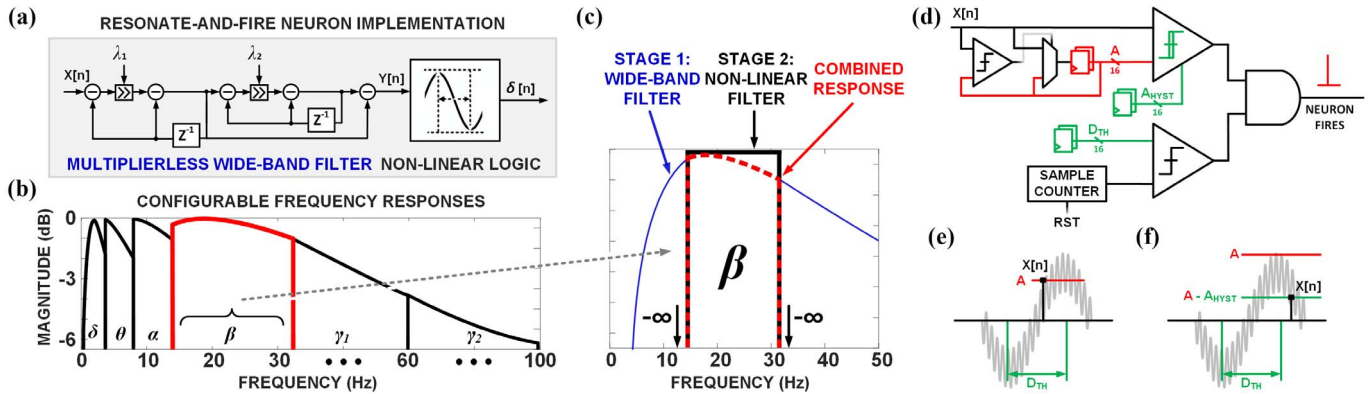 (a)
RESONATE-AND-FIRE NEURON IMPLEMENTATION
λ1
λ2
X[n]
Y[n]
δ [n]
Z-1
Z-1
MULTIPLIERLESS WIDE-BAND FILTER
NON-LINEAR LOGIC
(b)
CONFIGURABLE FREQUENCY RESPONSES
MAGNITUDE (dB)
0
-3
-6
δ
θ
α
β
γ1
γ2
0
10
30
60
100
FREQUENCY (Hz)
(c)
STAGE 1:
WIDE-BAND
FILTER
STAGE 2:
NON-LINEAR
FILTER
COMBINED
RESPONSE
β
-∞
-∞
0
10
20
30
40
50
FREQUENCY (Hz)
(d)
X[n]
A
16
AHYST
16
DTH
16
SAMPLE
COUNTER
RST
NEURON
FIRES
(e)
X[n]
A
DTH
(f)
A
X[n]
A - AHYST
DTH